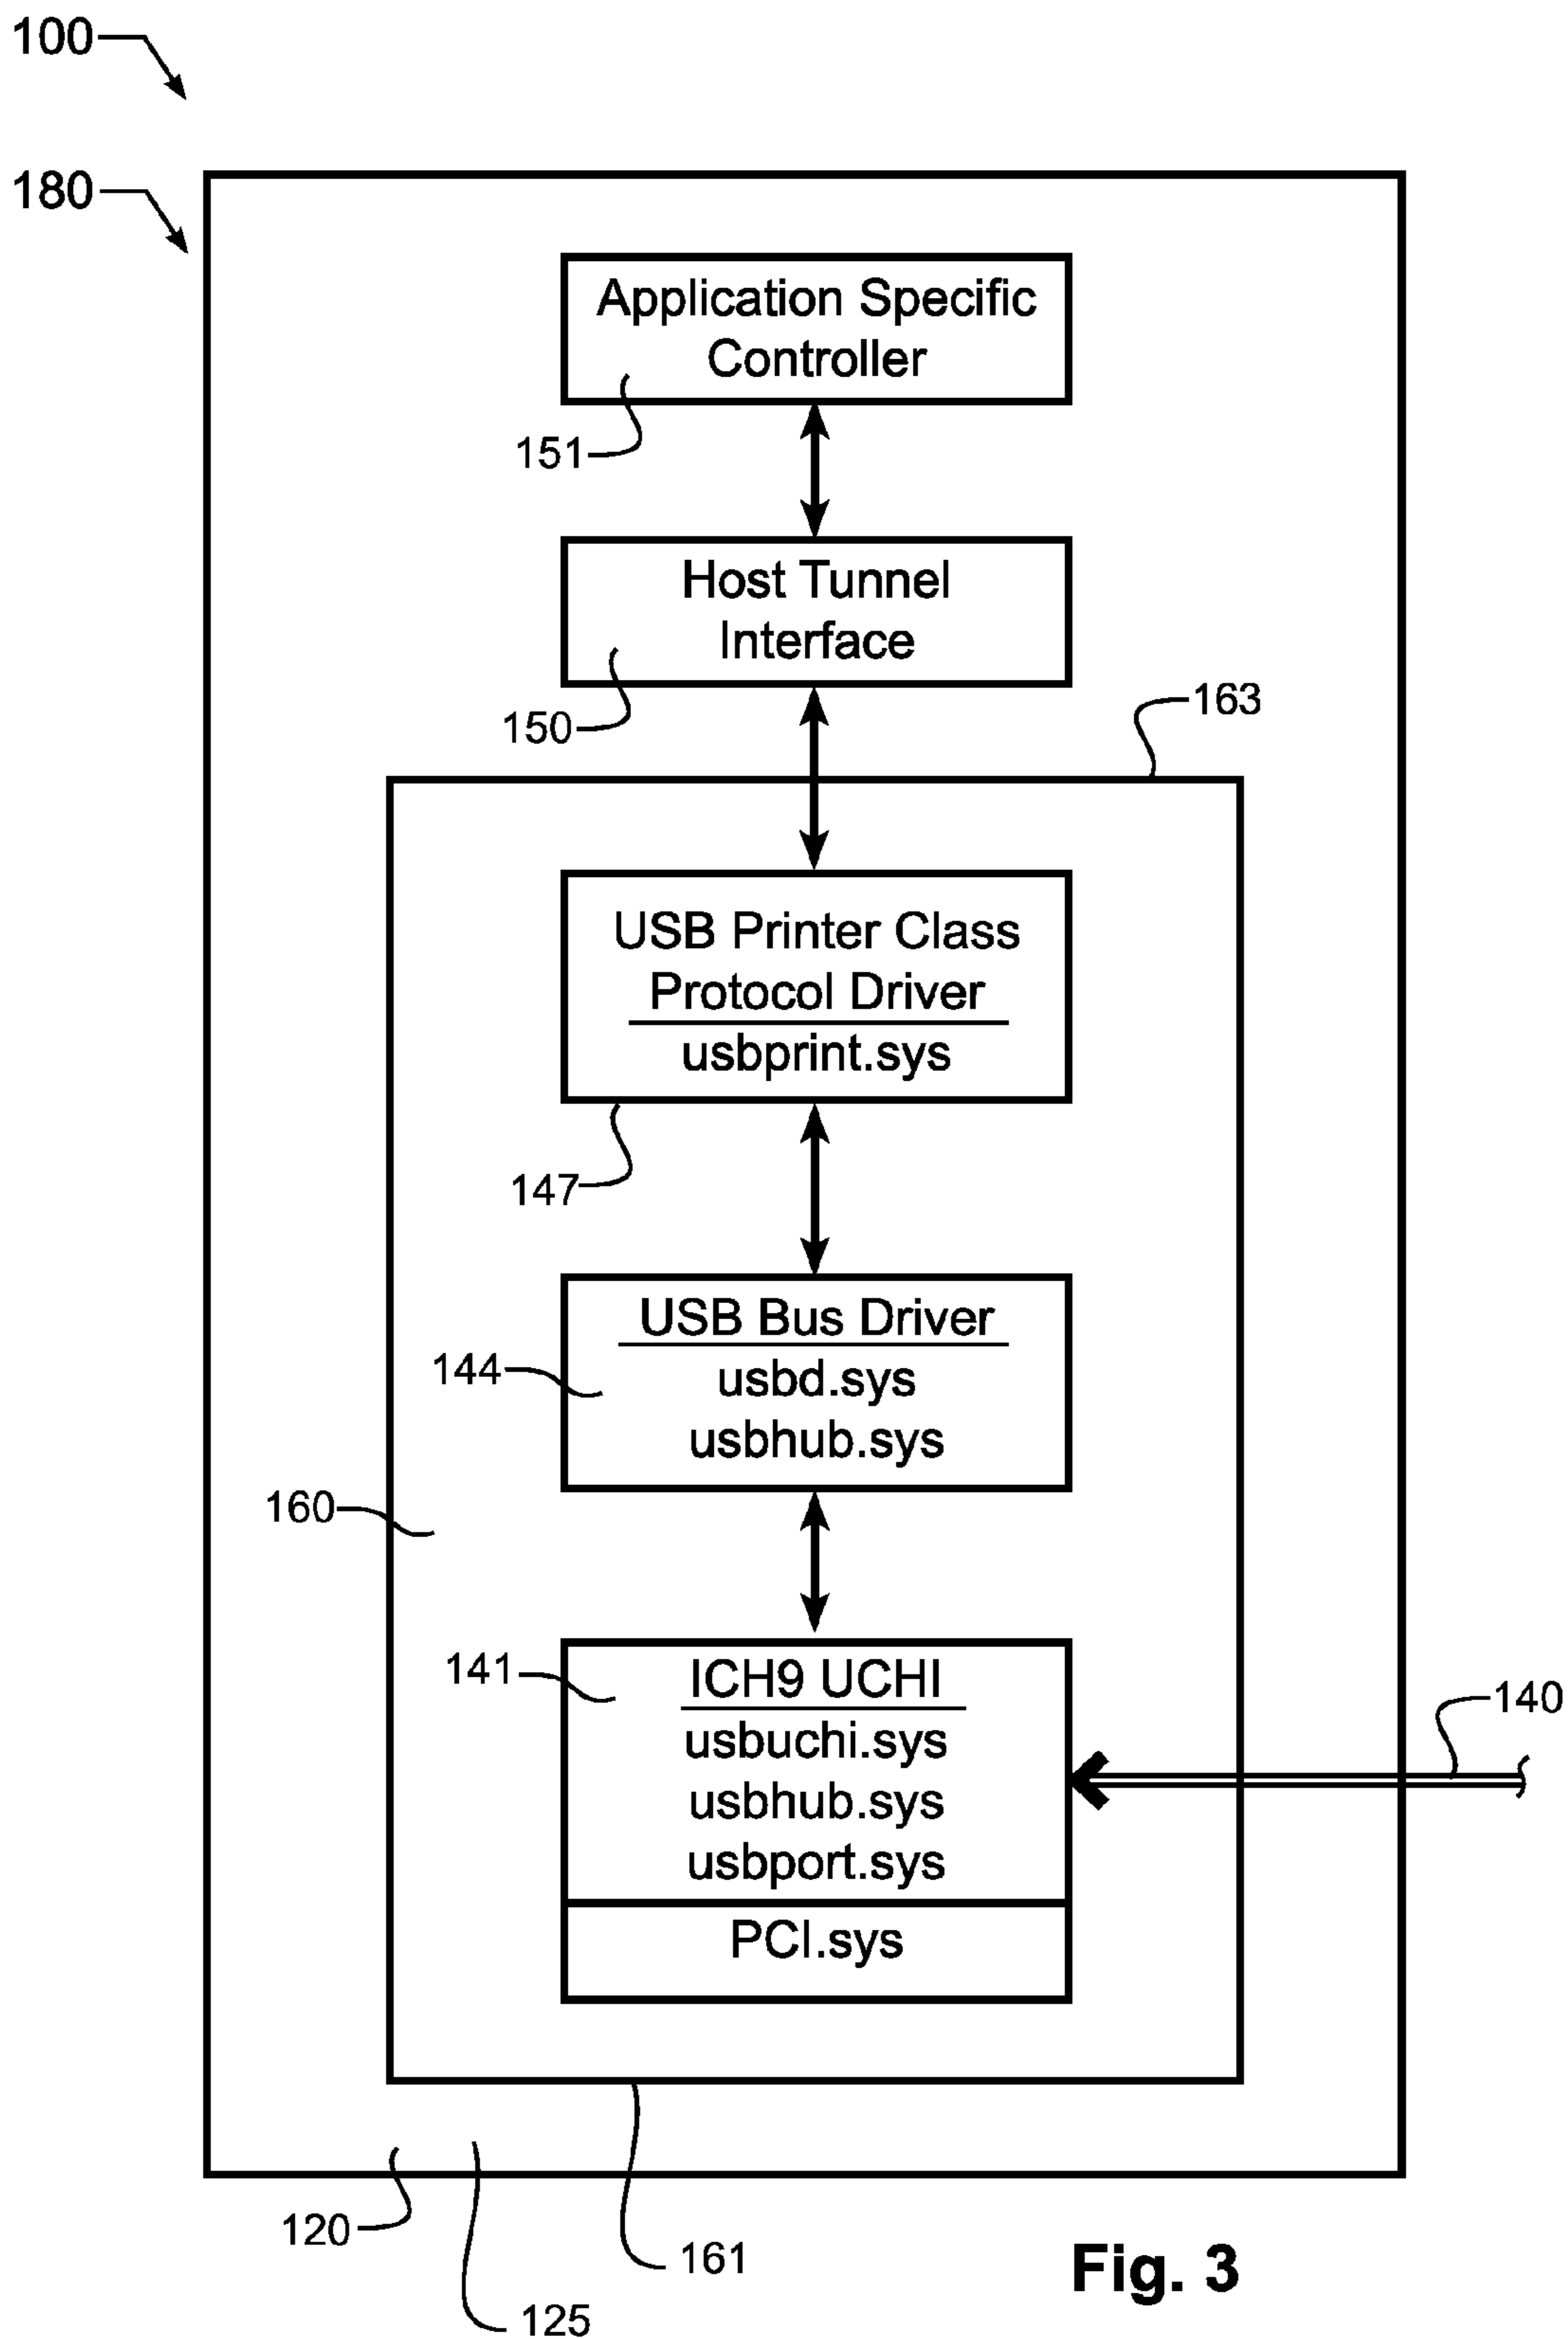 100
180
Application Specific
Controller
151
Host Tunnel
Interface
150
163
USB Printer Class
Protocol Driver
usbprint.sys
147
USB Bus Driver
144
usbd.sys
usbhub.sys
160
141
ICH9 UCHI
usbuchi.sys
usbhub.sys
usbport.sys
140
PCI.sys
120
125
161
Fig. 3